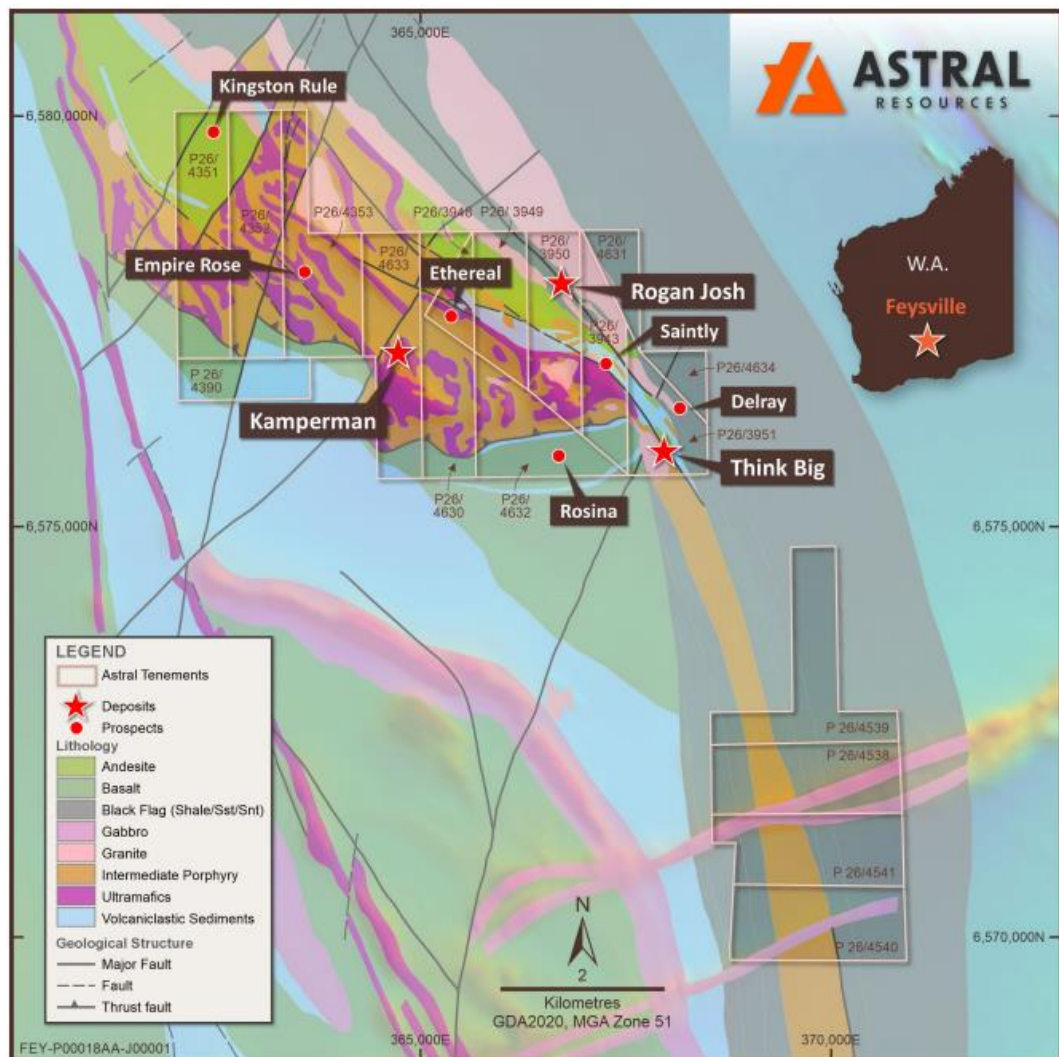 365,000E
ASTRAL
RESOURCES
Kingston Rule
6,580,000N
P26/
4351
P26/
4352
P26/4353
P26/3948
P26/ 3949
P26/
4633
P26/
3950
P26/
4631
W.A.
Feysville
Empire Rose
Ethereal
Rogan Josh
Saintly
P26/
3943
P26/4634
P 26/
4390
Kamperman
Delray
P26/3951
Think Big
P26/
4630
P26/
4632
Rosina
6,575,000N
6,575,000N
LEGEND
Astral Tenements
Deposits
Prospects
Lithology
Andesite
Basalt
Black Flag (Shale/Sst/Snt)
Gabbro
Granite
Intermediate Porphyry
Ultramafics
Volcaniclastic Sediments
Geological Structure
Major Fault
Fault
Thrust fault
P 26/4539
P 26/4538
P 26/4541
P 26/4540
6,570,000N
N
2
Kilometres
GDA2020, MGA Zone 51
FEY-P00018AA-J00001
365,000E
370,000E